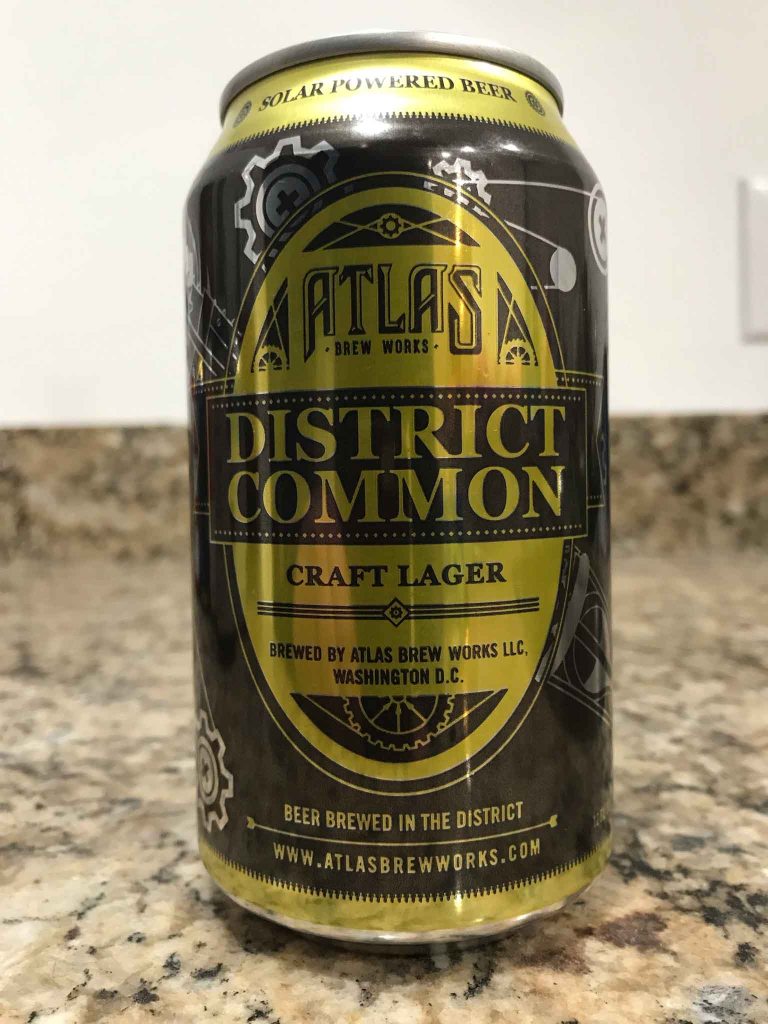 SOLAR POWERED BEER
ATLAS
· BREW WORKS ·
DISTRICT
COMMON
CRAFT LAGER
BREWED BY ATLAS BREW WORKS LLC,
WASHINGTON D.C.
BEER BREWED IN THE DISTRICT
WWW.ATLASBREWWORKS.COM